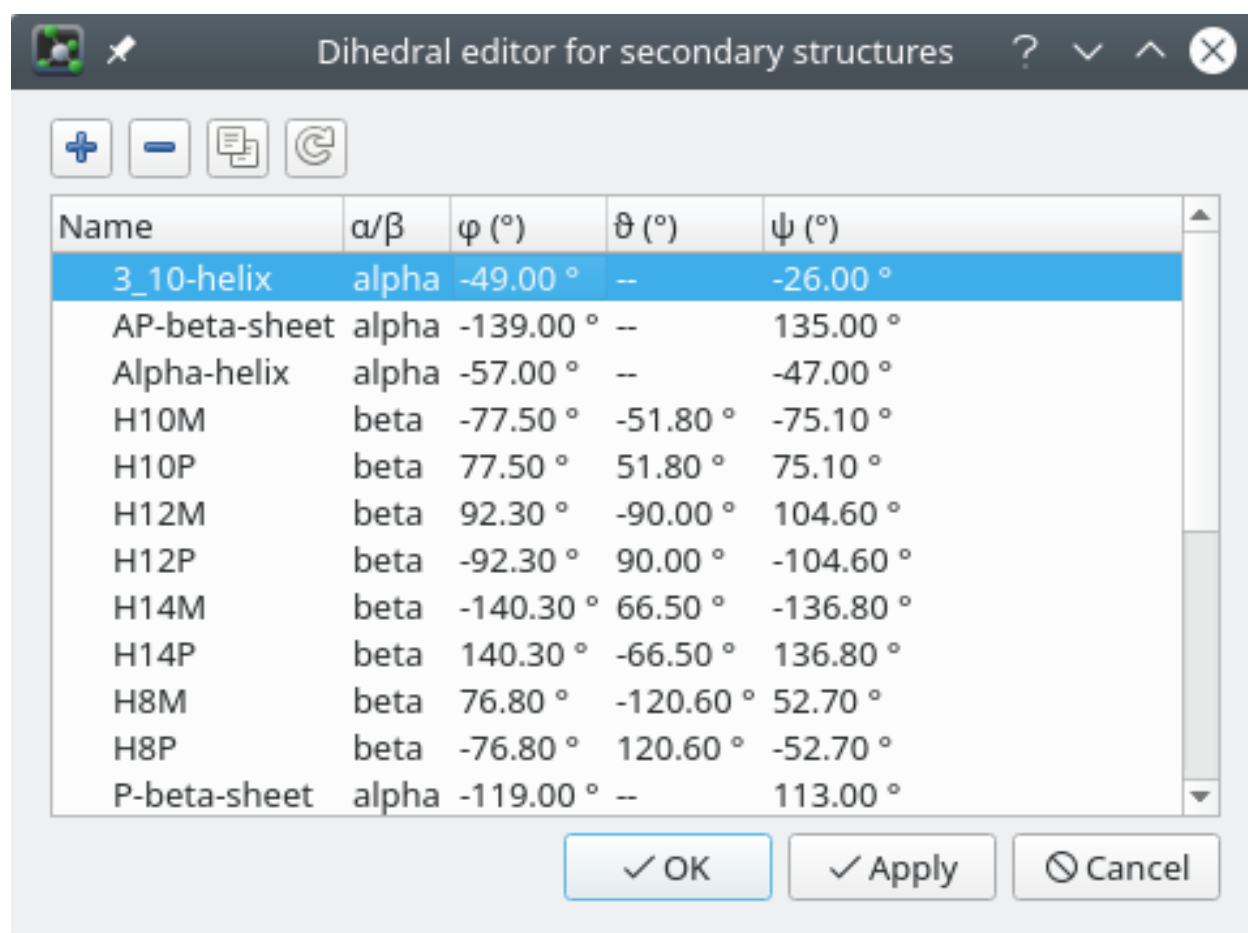 Dihedral editor for secondary structures
Name α/β φ (°) ϑ (°) ψ (°)
3_10-helix alpha -49.00 ° -- -26.00 °
AP-beta-sheet alpha -139.00 ° -- 135.00 °
Alpha-helix alpha -57.00 ° -- -47.00 °
H10M beta -77.50 ° -51.80 ° -75.10 °
H10P beta 77.50 ° 51.80 ° 75.10 °
H12M beta 92.30 ° -90.00 ° 104.60 °
H12P beta -92.30 ° 90.00 ° -104.60 °
H14M beta -140.30 ° 66.50 ° -136.80 °
H14P beta 140.30 ° -66.50 ° 136.80 °
H8M beta 76.80 ° -120.60 ° 52.70 °
H8P beta -76.80 ° 120.60 ° -52.70 °
P-beta-sheet alpha -119.00 ° -- 113.00 °
OK Apply Cancel